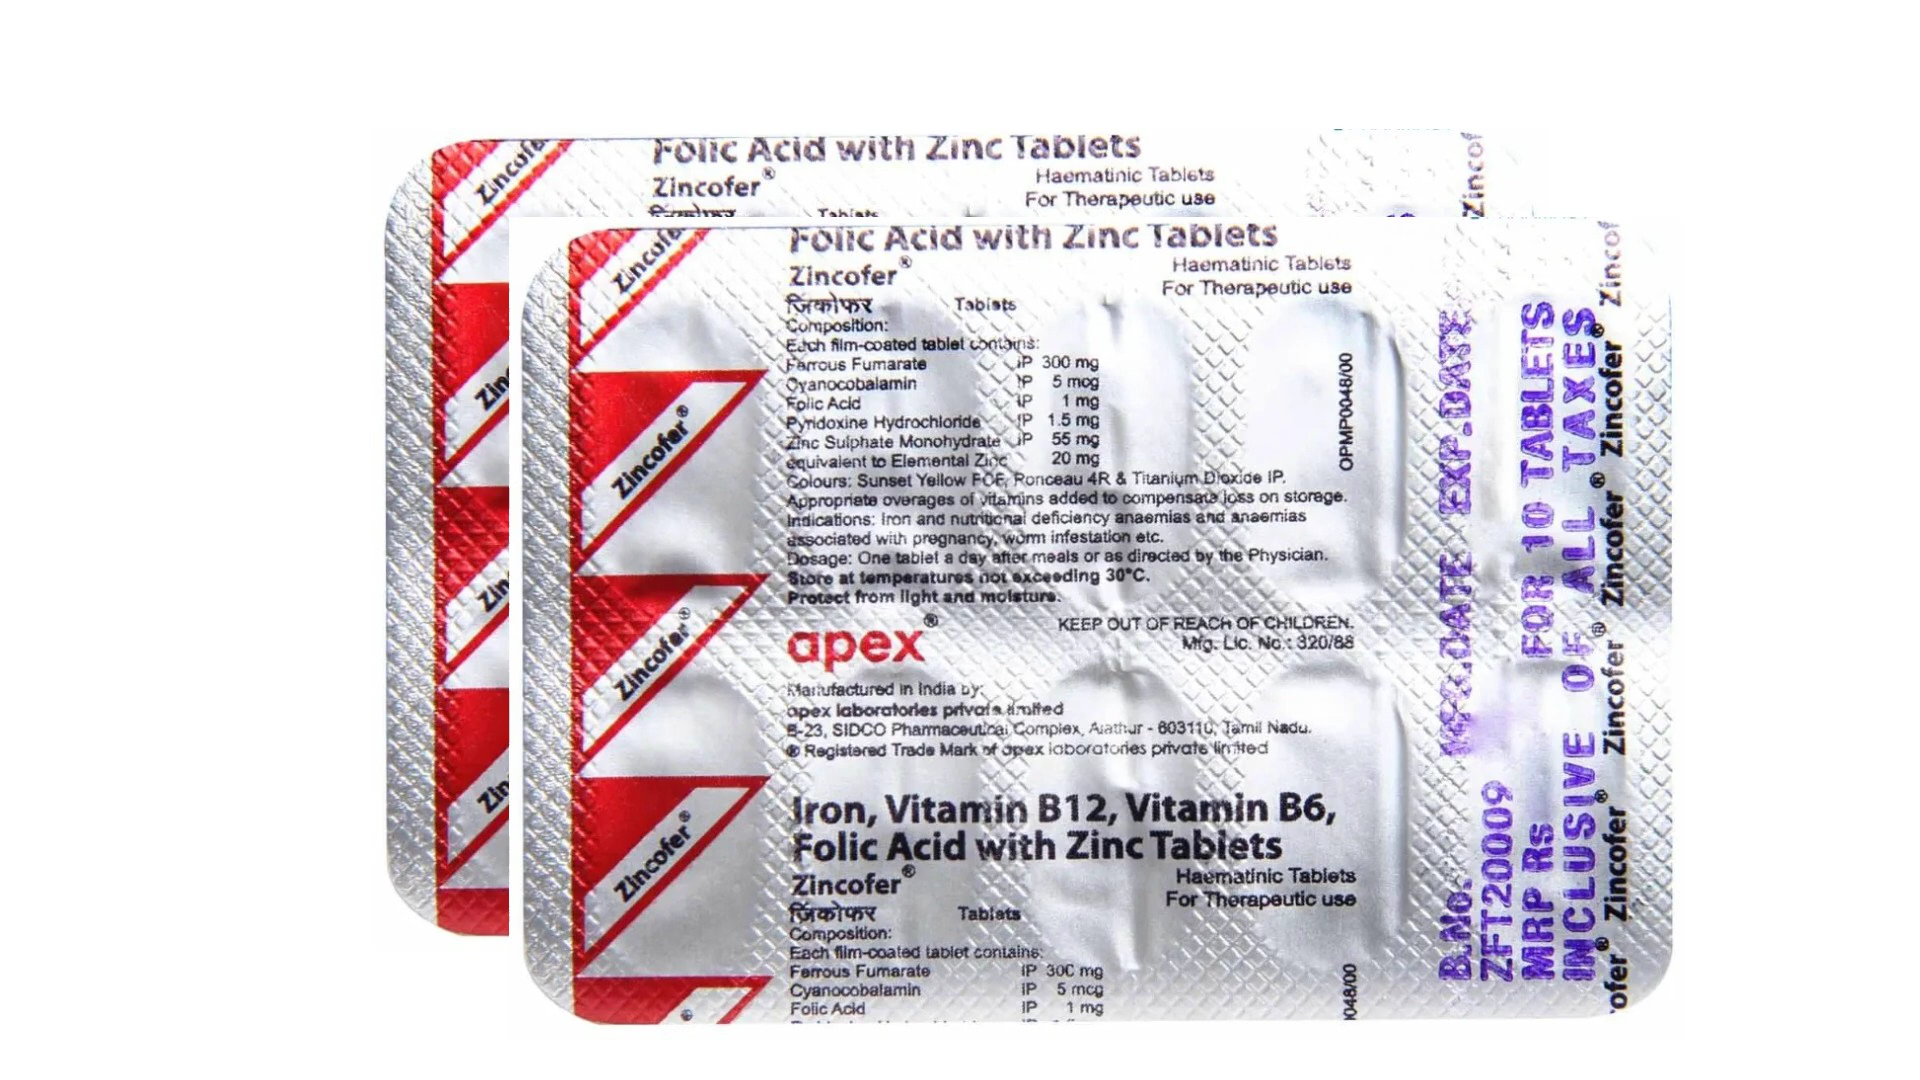 Folic Acid with Zinc Tablets
Zincofer®
Haematinic Tablets
For Therapeutic use
Tablets
Zincofer
Folic Acid with Zinc Tablets
Zincofer®
Haematinic Tablets
For Therapeutic use
जिंकोफर Tablets
Composition:
Each film-coated tablet contains:
Ferrous Fumarate IP 300 mg
Cyanocobalamin IP 5 mcg
Folic Acid IP 1 mg
Pyridoxine Hydrochloride IP 1.5 mg
Zinc Sulphate Monohydrate IP 55 mg
equivalent to Elemental Zinc 20 mg
Colours: Sunset Yellow FCF, Ponceau 4R & Titanium Dioxide IP.
Appropriate overages of vitamins added to compensate loss on storage.
Indications: Iron and nutritional deficiency anaemias and anaemias
associated with pregnancy, worm infestation etc.
Dosage: One tablet a day after meals or as directed by the Physician.
Store at temperatures not exceeding 30°C.
Protect from light and moisture.
apex®
KEEP OUT OF REACH OF CHILDREN.
Mfg. Lic. No.: 320/88
Manufactured in India by:
apex laboratories private limited
B-23, SIDCO Pharmaceutical Complex, Alathur - 603110, Tamil Nadu.
® Registered Trade Mark of apex laboratories private limited
Iron, Vitamin B12, Vitamin B6,
Folic Acid with Zinc Tablets
Zincofer®
Haematinic Tablets
For Therapeutic use
जिंकोफर Tablets
Composition:
Each film-coated tablet contains:
Ferrous Fumarate IP 300 mg
Cyanocobalamin IP 5 mcg
Folic Acid IP 1 mg
Zincofer®
Zincofer®
Zincofer®
OPMP0048/00
0048/00
B.No. MFG.DATE EXP.DATE
ZFT20009
MRP Rs FOR 10 TABLETS
INCLUSIVE OF ALL TAXES
ofer® Zincofer® Zincofer® Zincofer® Zincofer® Zincof